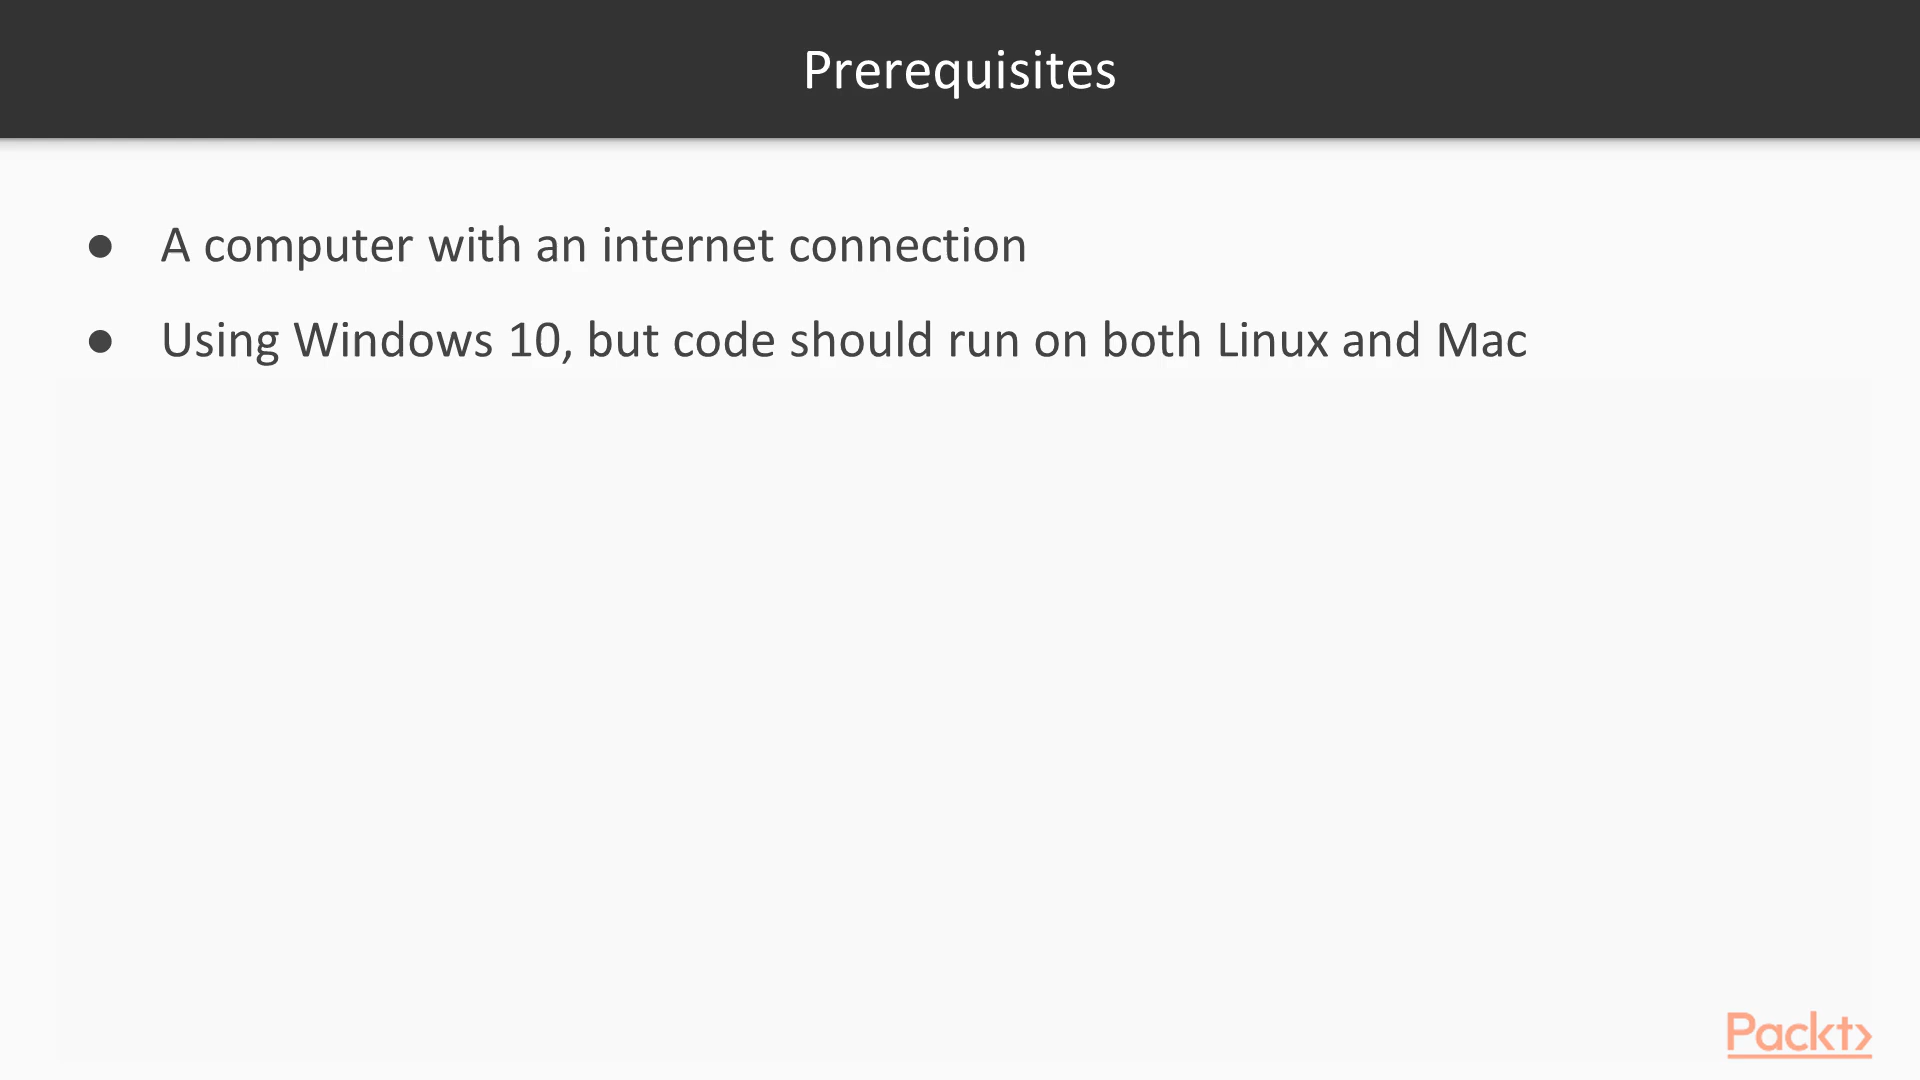 Prerequisites
● A computer with an internet connection
● Using Windows 10, but code should run on both Linux and Mac
Packt>